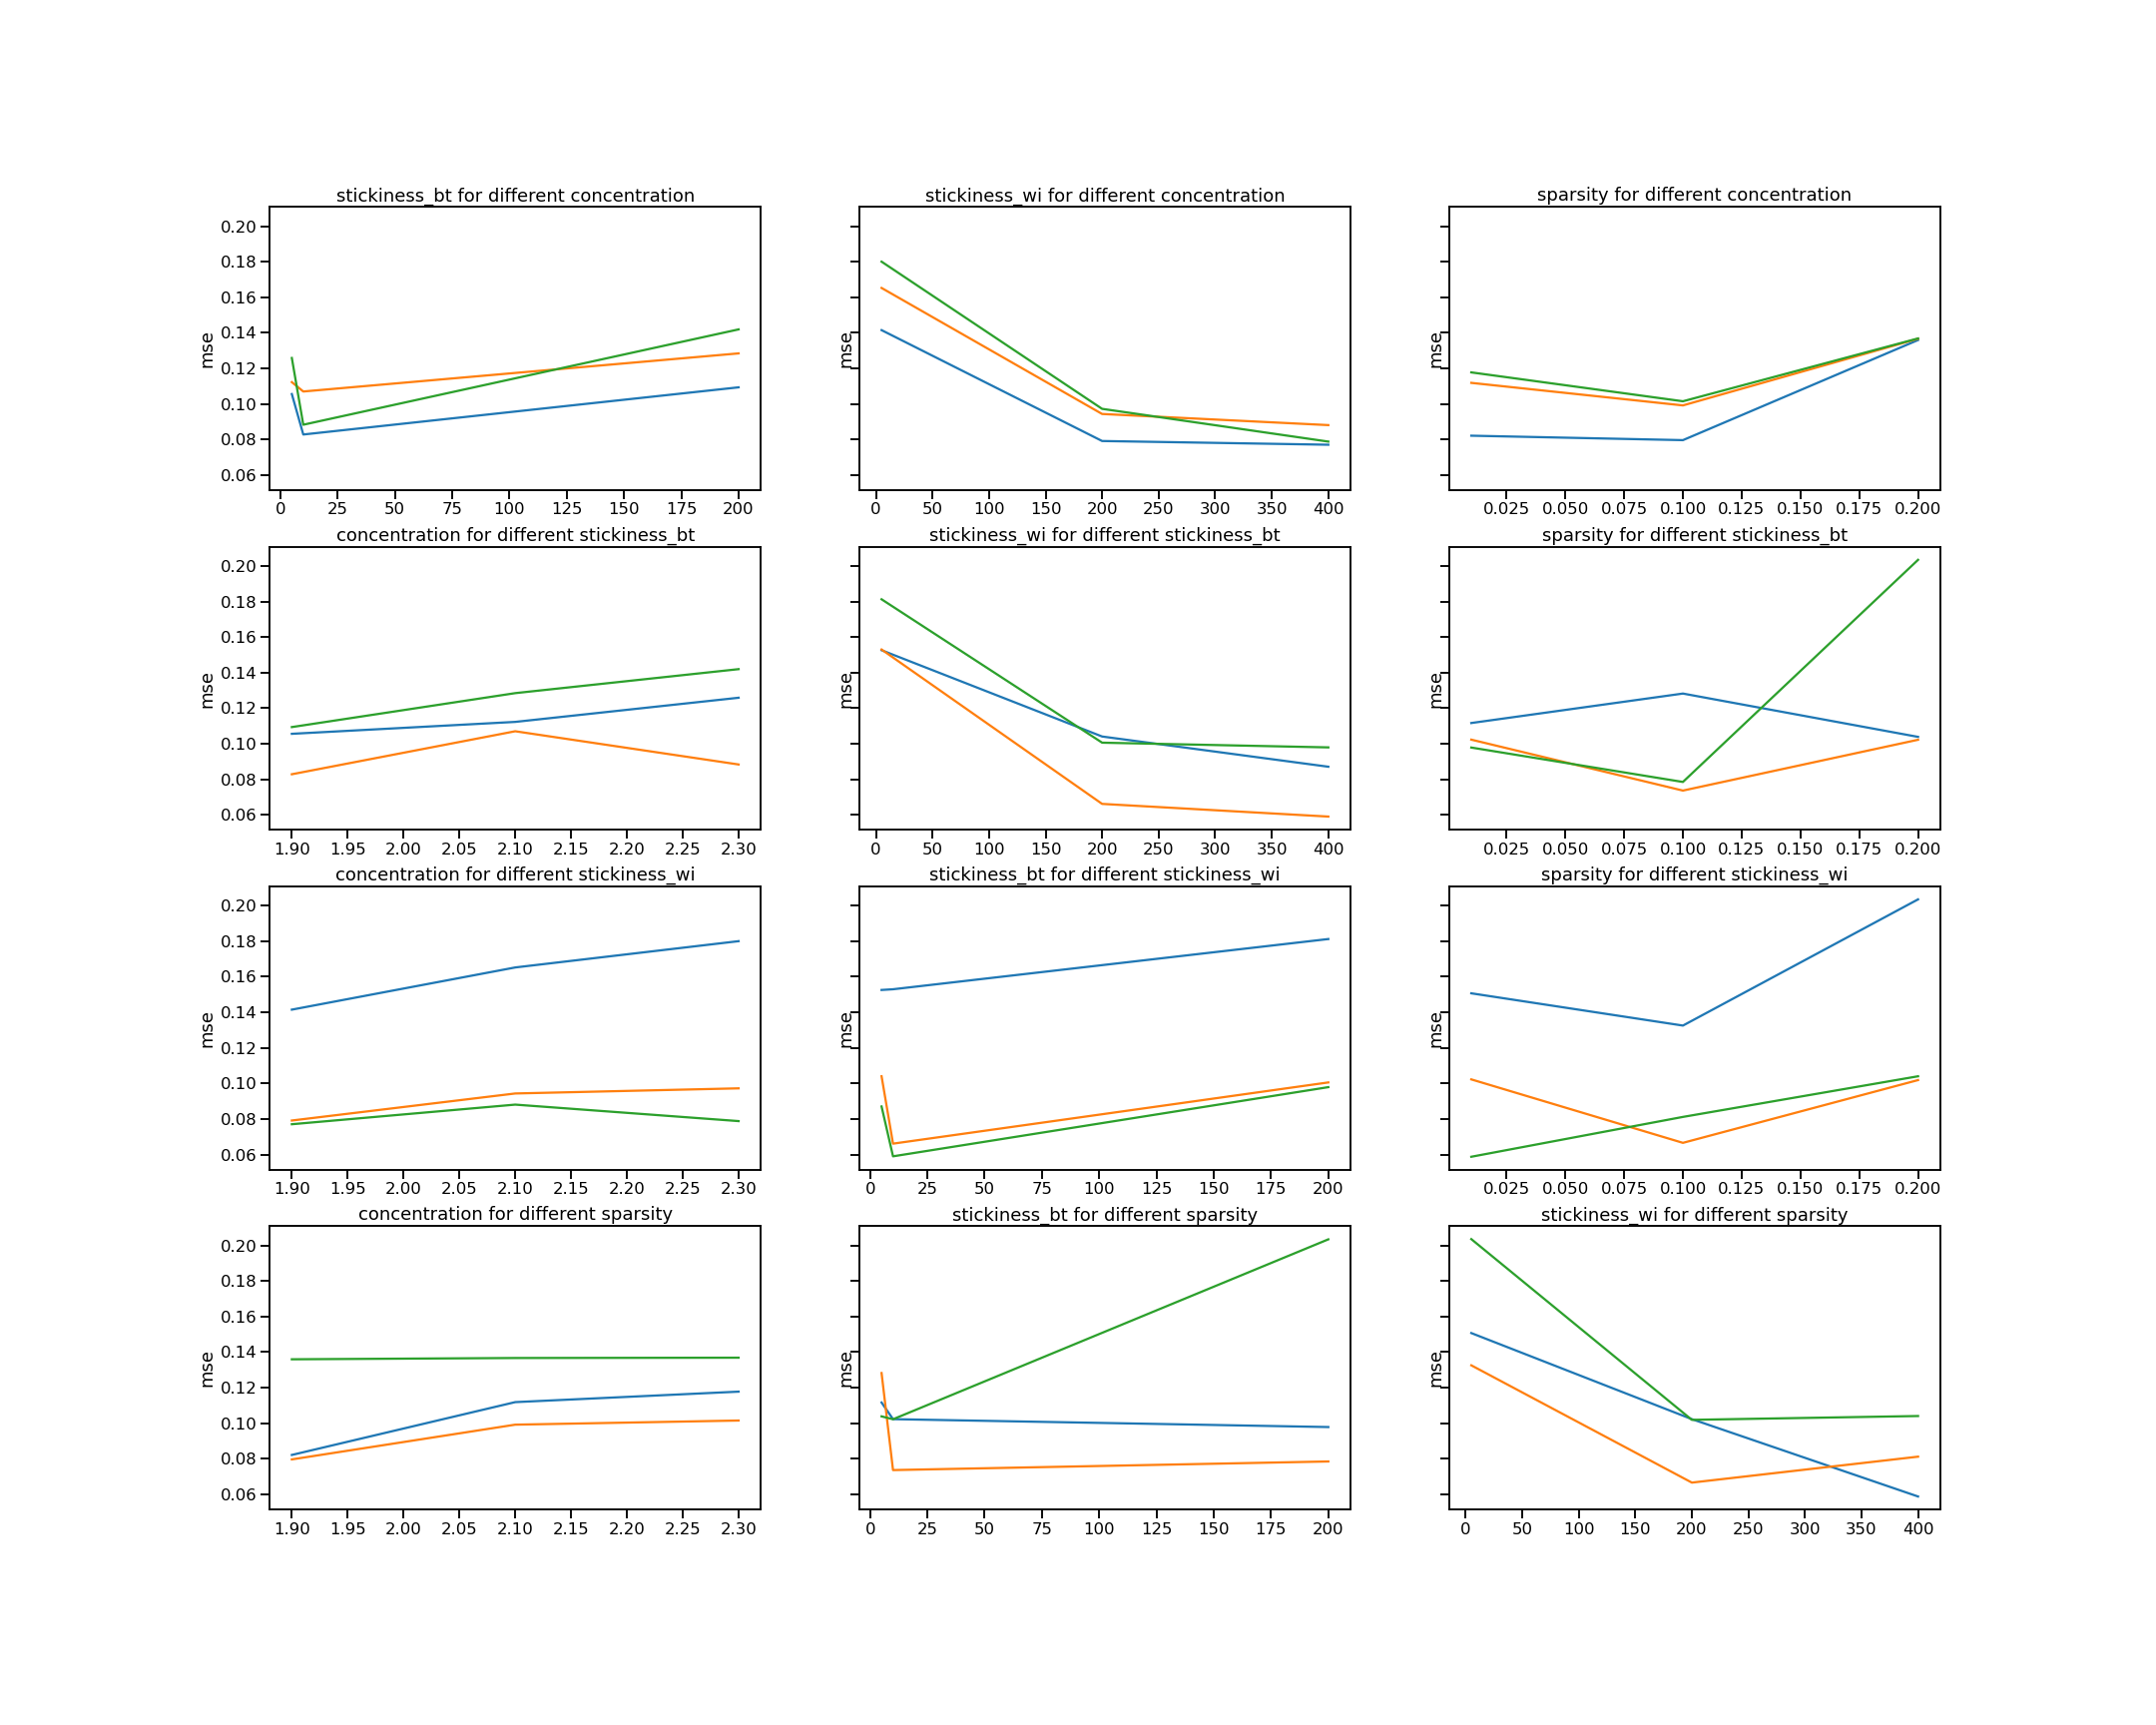 stickiness_bt for different concentration
stickiness_wi for different concentration
sparsity for different concentration
0.20
0.18
0.16
0.14
0.12
0.10
0.08
0.06
mse
mse
mse
0 25 50 75 100 125 150 175 200
0 50 100 150 200 250 300 350 400
0.025 0.050 0.075 0.100 0.125 0.150 0.175 0.200
concentration for different stickiness_bt
stickiness_wi for different stickiness_bt
sparsity for different stickiness_bt
0.20
0.18
0.16
0.14
0.12
0.10
0.08
0.06
mse
mse
mse
1.90 1.95 2.00 2.05 2.10 2.15 2.20 2.25 2.30
0 50 100 150 200 250 300 350 400
0.025 0.050 0.075 0.100 0.125 0.150 0.175 0.200
concentration for different stickiness_wi
stickiness_bt for different stickiness_wi
sparsity for different stickiness_wi
0.20
0.18
0.16
0.14
0.12
0.10
0.08
0.06
mse
mse
mse
1.90 1.95 2.00 2.05 2.10 2.15 2.20 2.25 2.30
0 25 50 75 100 125 150 175 200
0.025 0.050 0.075 0.100 0.125 0.150 0.175 0.200
concentration for different sparsity
stickiness_bt for different sparsity
stickiness_wi for different sparsity
0.20
0.18
0.16
0.14
0.12
0.10
0.08
0.06
mse
mse
mse
1.90 1.95 2.00 2.05 2.10 2.15 2.20 2.25 2.30
0 25 50 75 100 125 150 175 200
0 50 100 150 200 250 300 350 400